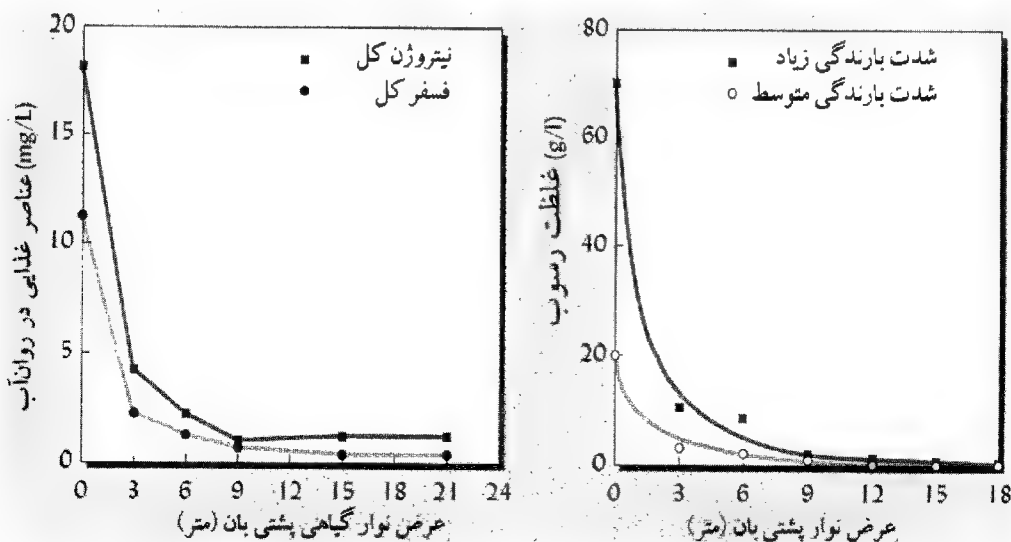 20
15
10
5
0
نیتروژن کل
فسفر کل
عناصر غذایی در روان‌آب (mg/L)
0 3 6 9 12 15 18 21 24
عرض نوار گیاهی پشتی بان (متر)
80
60
40
20
0
شدت بارندگی زیاد
شدت بارندگی متوسط
غلظت رسوب (g/l)
0 3 6 9 12 15 18
عرض نوار پشتی بان (متر)